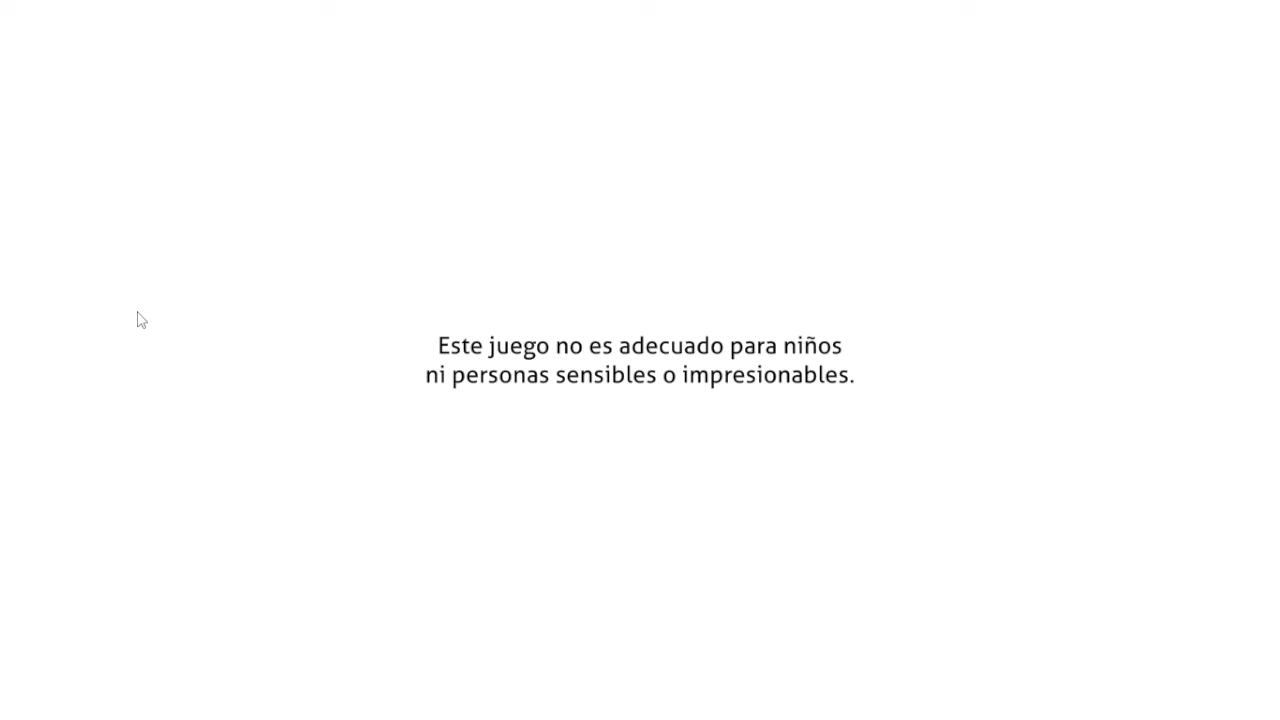 Este juego no es adecuado para niños
ni personas sensibles o impresionables.